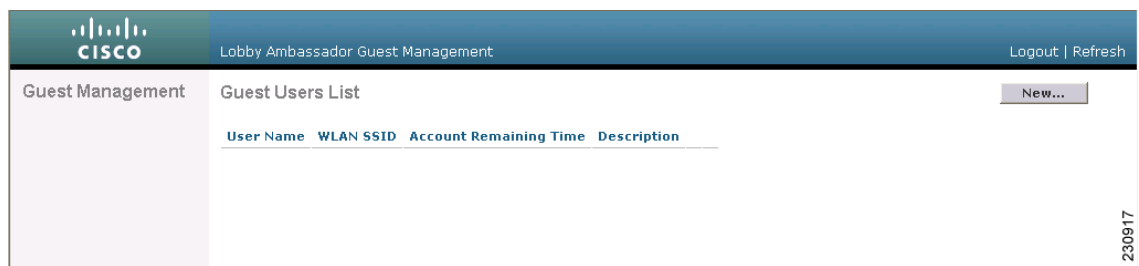 CISCO
Lobby Ambassador Guest Management
Logout | Refresh
Guest Management
Guest Users List
New...
User Name WLAN SSID Account Remaining Time Description
230917